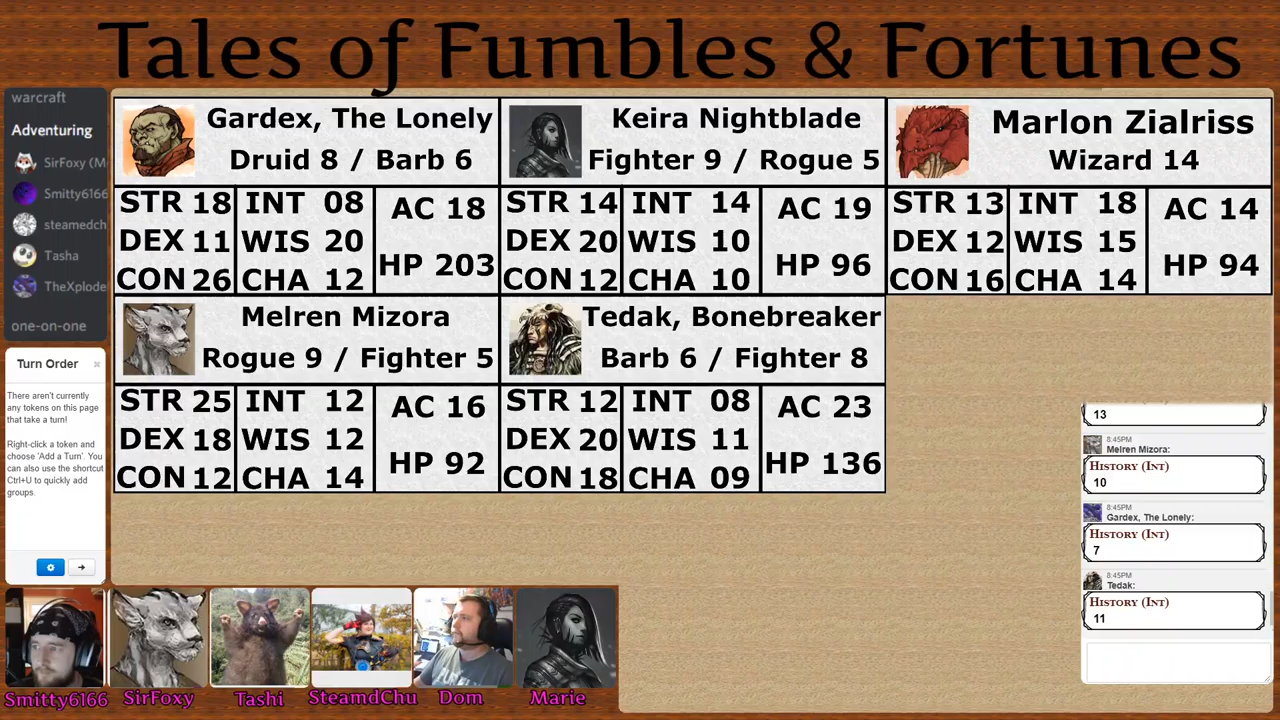 Tales of Fumbles & Fortunes
warcraft
Adventuring
SirFoxy (M
Smitty6166
steamedch
Tasha
TheXplode
one-on-one
Turn Order ×
There aren't currently
any tokens on this page
that take a turn!
Right-click a token and
choose 'Add a Turn'. You
can also use the shortcut
Ctrl+U to quickly add
groups.
Gardex, The Lonely
Druid 8 / Barb 6
STR 18 INT 08 AC 18
DEX 11 WIS 20
CON 26 CHA 12 HP 203
Keira Nightblade
Fighter 9 / Rogue 5
STR 14 INT 14 AC 19
DEX 20 WIS 10
CON 12 CHA 10 HP 96
Marlon Zialriss
Wizard 14
STR 13 INT 18 AC 14
DEX 12 WIS 15
CON 16 CHA 14 HP 94
Melren Mizora
Rogue 9 / Fighter 5
STR 25 INT 12 AC 16
DEX 18 WIS 12
CON 12 CHA 14 HP 92
Tedak, Bonebreaker
Barb 6 / Fighter 8
STR 12 INT 08 AC 23
DEX 20 WIS 11
CON 18 CHA 09 HP 136
13
8:45PM
Melren Mizora:
History (Int)
10
8:45PM
Gardex, The Lonely:
History (Int)
7
8:45PM
Tedak:
History (Int)
11
Smitty6166 SirFoxy Tashi SteamdChu Dom Marie